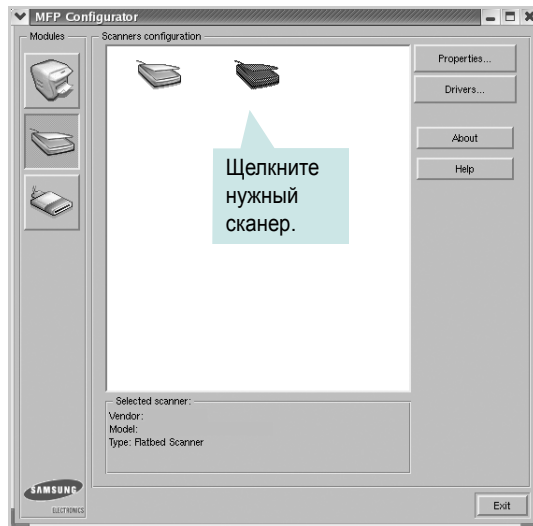 MFP Configurator
Modules
Scanners configuration
Properties...
Drivers...
About
Help
Щелкните
нужный
сканер.
Selected scanner:
Vendor:
Model:
Type: Flatbed Scanner
SAMSUNG
ELECTRONICS
Exit